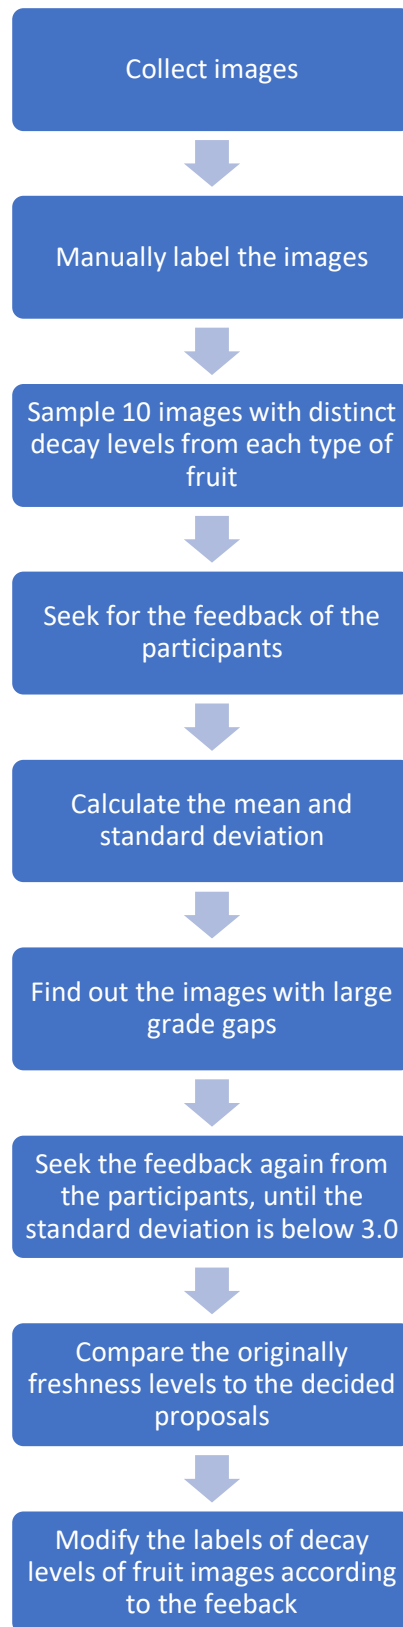 Collect images
Manually label the images
Sample 10 images with distinct
decay levels from each type of
fruit
Seek for the feedback of the
participants
Calculate the mean and
standard deviation
Find out the images with large
grade gaps
Seek the feedback again from
the participants, until the
standard deviation is below 3.0
Compare the originally
freshness levels to the decided
proposals
Modify the labels of decay
levels of fruit images according
to the feeback